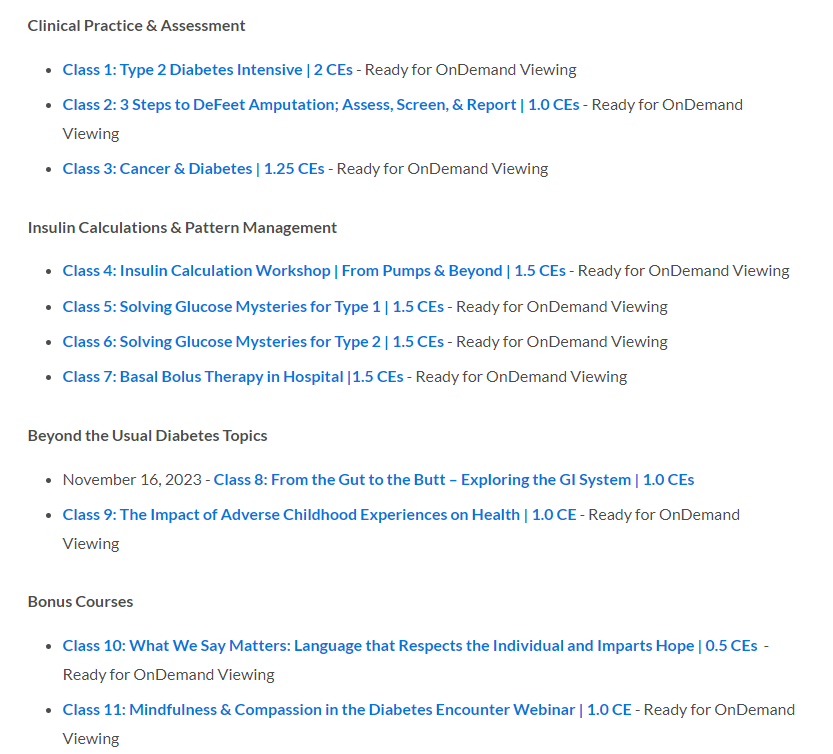 Clinical Practice & Assessment
Class 1: Type 2 Diabetes Intensive | 2 CEs - Ready for OnDemand Viewing
Class 2: 3 Steps to DeFeet Amputation; Assess, Screen, & Report | 1.0 CEs - Ready for OnDemand
Viewing
Class 3: Cancer & Diabetes | 1.25 CEs - Ready for OnDemand Viewing
Insulin Calculations & Pattern Management
Class 4: Insulin Calculation Workshop | From Pumps & Beyond | 1.5 CEs - Ready for OnDemand Viewing
Class 5: Solving Glucose Mysteries for Type 1 | 1.5 CEs - Ready for OnDemand Viewing
Class 6: Solving Glucose Mysteries for Type 2 | 1.5 CEs - Ready for OnDemand Viewing
Class 7: Basal Bolus Therapy in Hospital |1.5 CEs - Ready for OnDemand Viewing
Beyond the Usual Diabetes Topics
November 16, 2023 - Class 8: From the Gut to the Butt – Exploring the GI System | 1.0 CEs
Class 9: The Impact of Adverse Childhood Experiences on Health | 1.0 CE - Ready for OnDemand
Viewing
Bonus Courses
Class 10: What We Say Matters: Language that Respects the Individual and Imparts Hope | 0.5 CEs -
Ready for OnDemand Viewing
Class 11: Mindfulness & Compassion in the Diabetes Encounter Webinar | 1.0 CE - Ready for OnDemand
Viewing